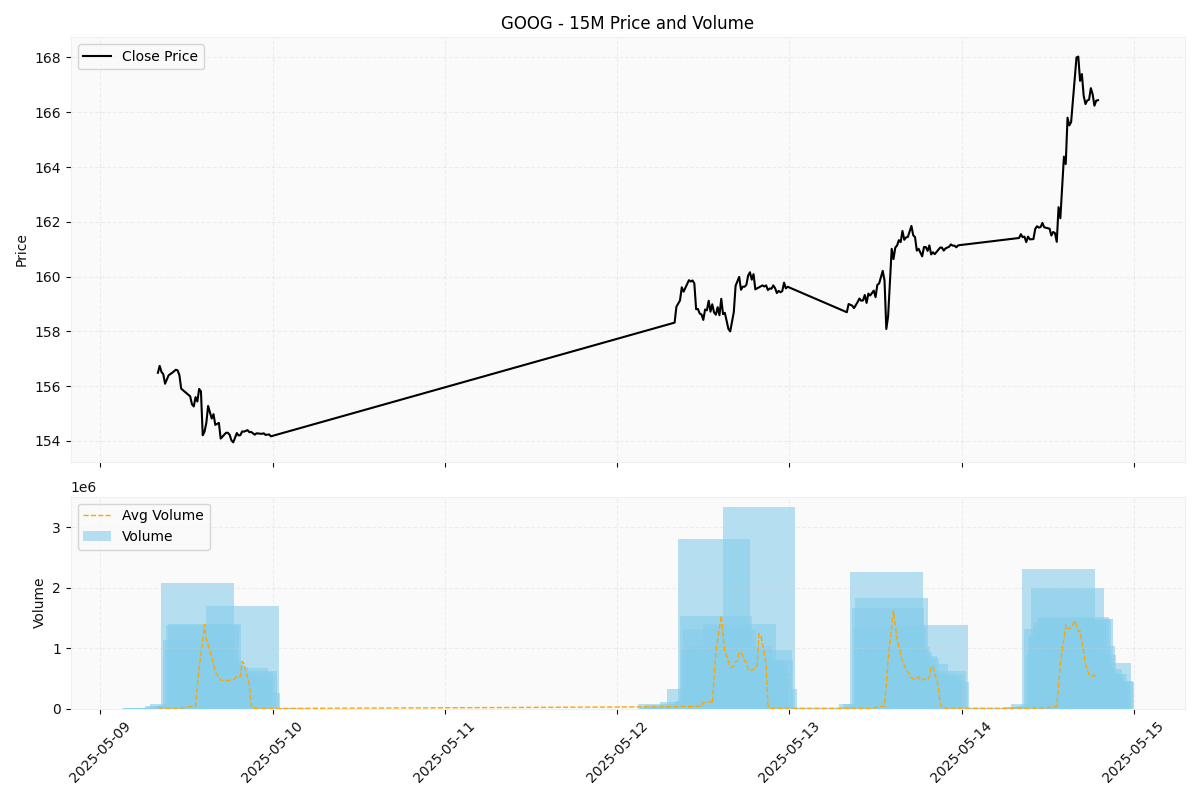 GOOG - 15M Price and Volume
Close Price
168
166
164
162
160
158
156
154
Price
1e6
Avg Volume
Volume
3
2
1
0
Volume
2025-05-09
2025-05-10
2025-05-11
2025-05-12
2025-05-13
2025-05-14
2025-05-15